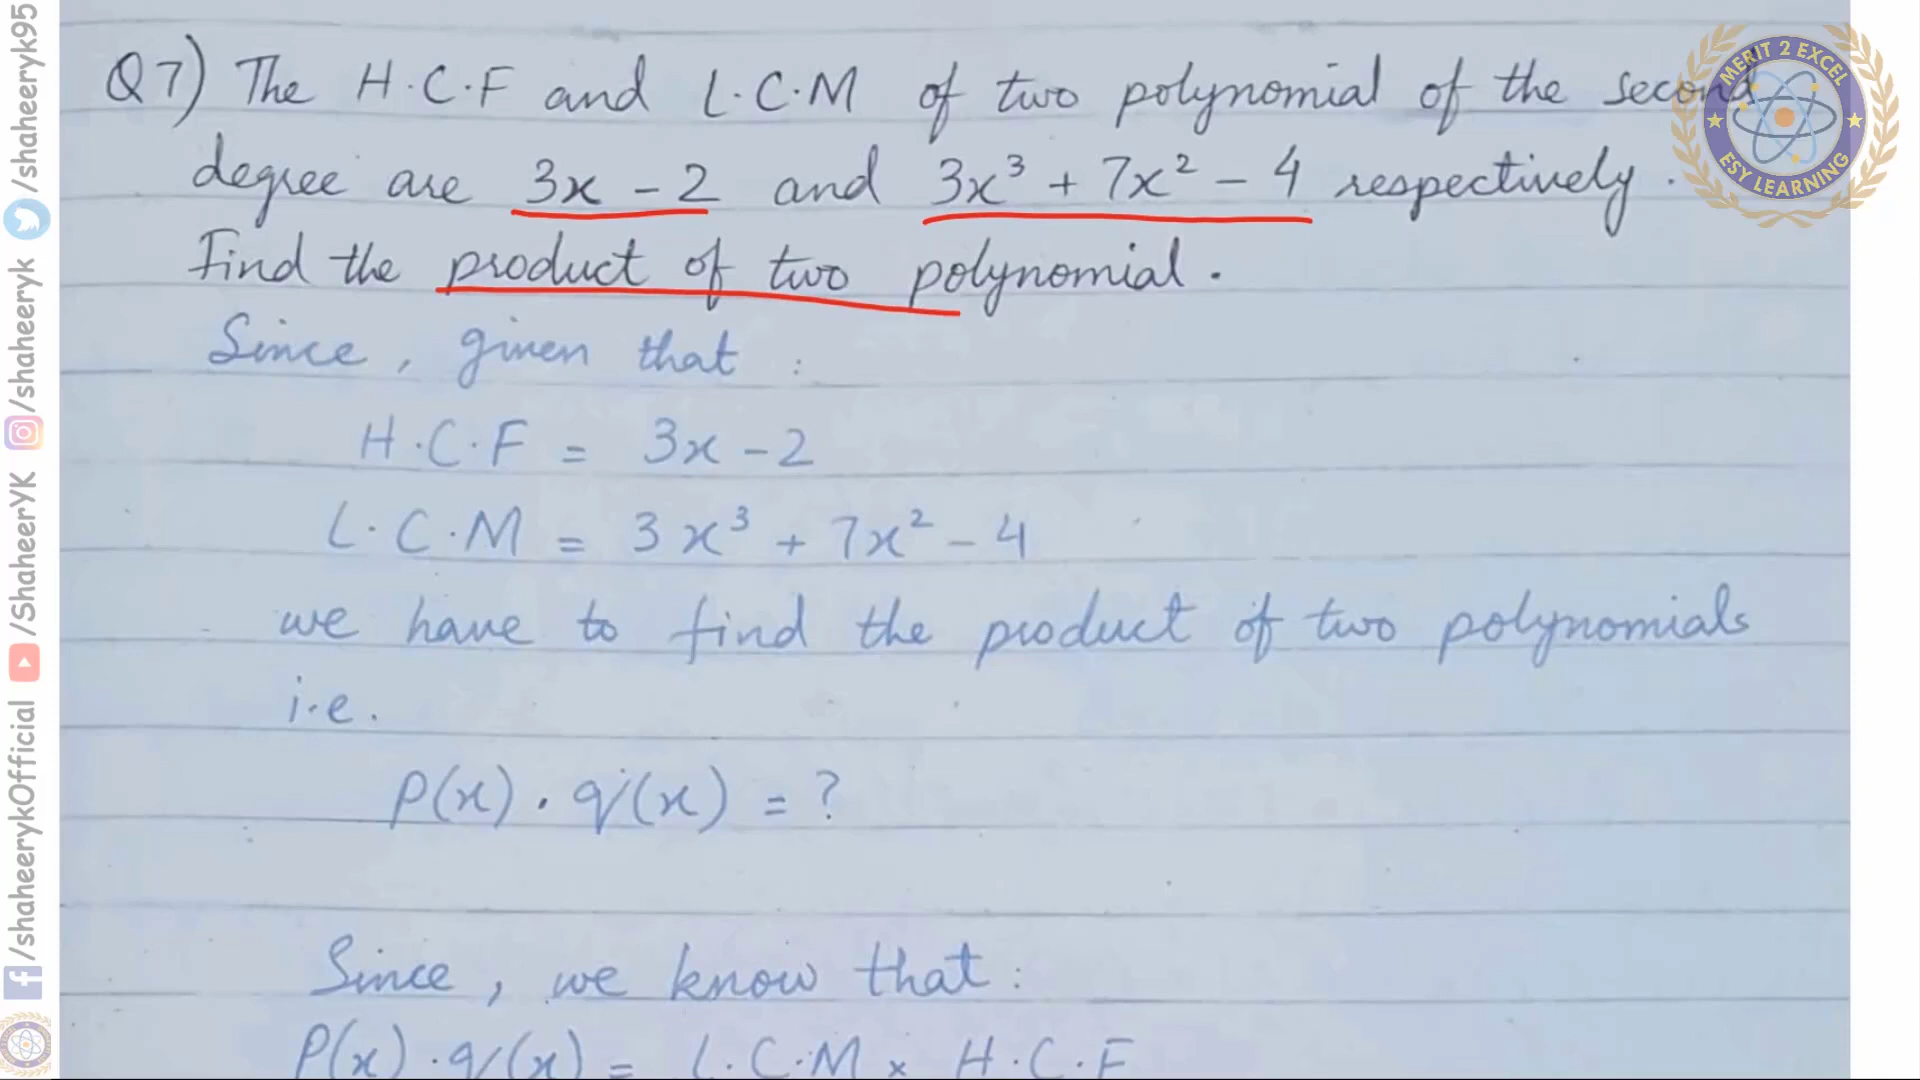 Q7) The H.C.F and L.C.M of two polynomial of the second
degree are 3x - 2 and 3x³ + 7x² - 4 respectively.
Find the product of two polynomial.
Since, given that :
H.C.F = 3x - 2
L.C.M = 3x³ + 7x² - 4
we have to find the product of two polynomials
i.e.
P(x) . q(x) = ?
Since, we know that :
P(x) . q(x) = L.C.M x H.C.F
MERIT 2 EXCEL
ESY LEARNING
/shaheeryk95
/shaheeryk
/ShaheerYK
/shaheerykOfficial